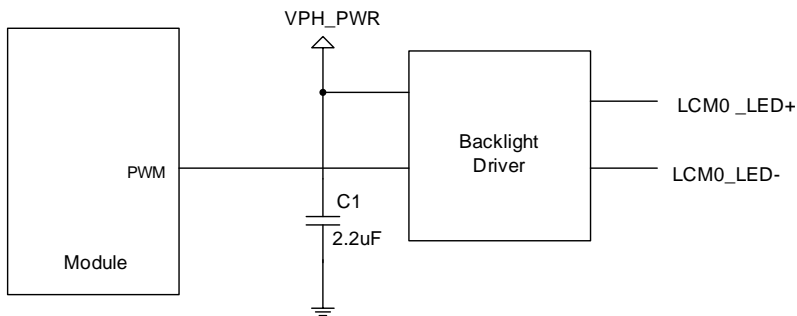 VPH_PWR
LCM0 _LED+
Backlight
Driver
PWM
LCM0_LED-
C1
2.2uF
Module